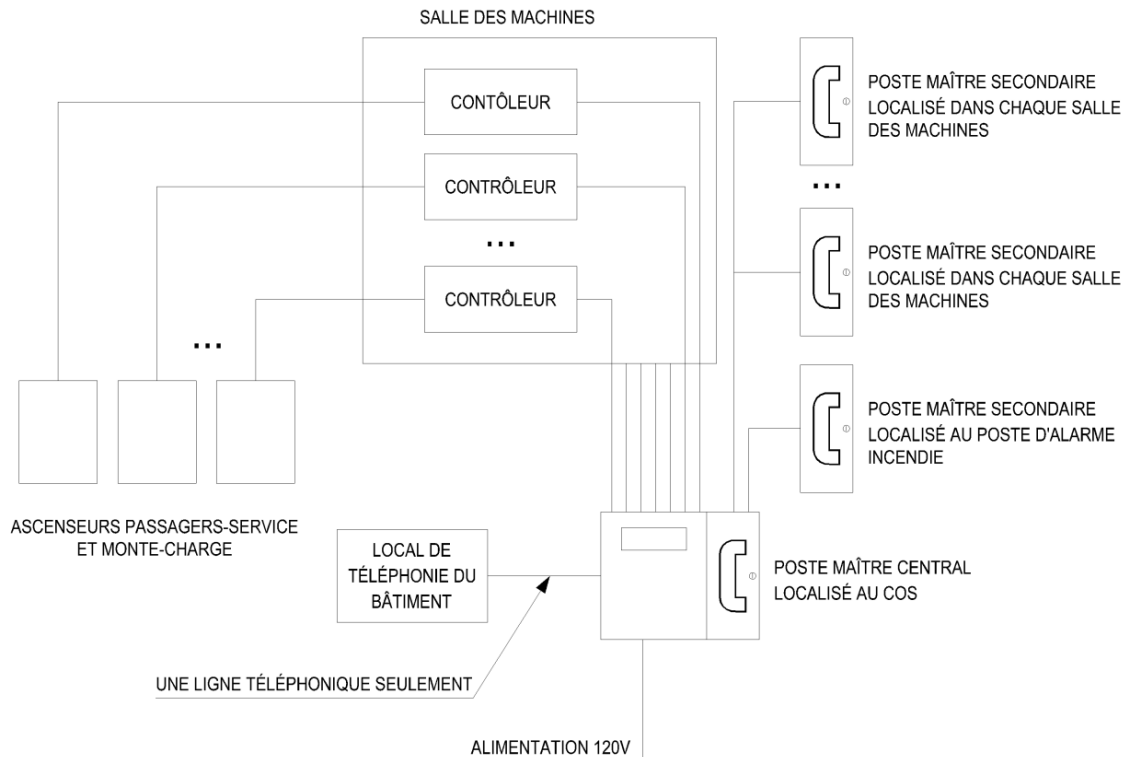 SALLE DES MACHINES
CONTÔLEUR
CONTRÔLEUR
...
CONTRÔLEUR
...
ASCENSEURS PASSAGERS-SERVICE
ET MONTE-CHARGE
POSTE MAÎTRE SECONDAIRE
LOCALISÉ DANS CHAQUE SALLE
DES MACHINES
...
POSTE MAÎTRE SECONDAIRE
LOCALISÉ DANS CHAQUE SALLE
DES MACHINES
POSTE MAÎTRE SECONDAIRE
LOCALISÉ AU POSTE D'ALARME
INCENDIE
LOCAL DE
TÉLÉPHONIE DU
BÂTIMENT
POSTE MAÎTRE CENTRAL
LOCALISÉ AU COS
UNE LIGNE TÉLÉPHONIQUE SEULEMENT
ALIMENTATION 120V